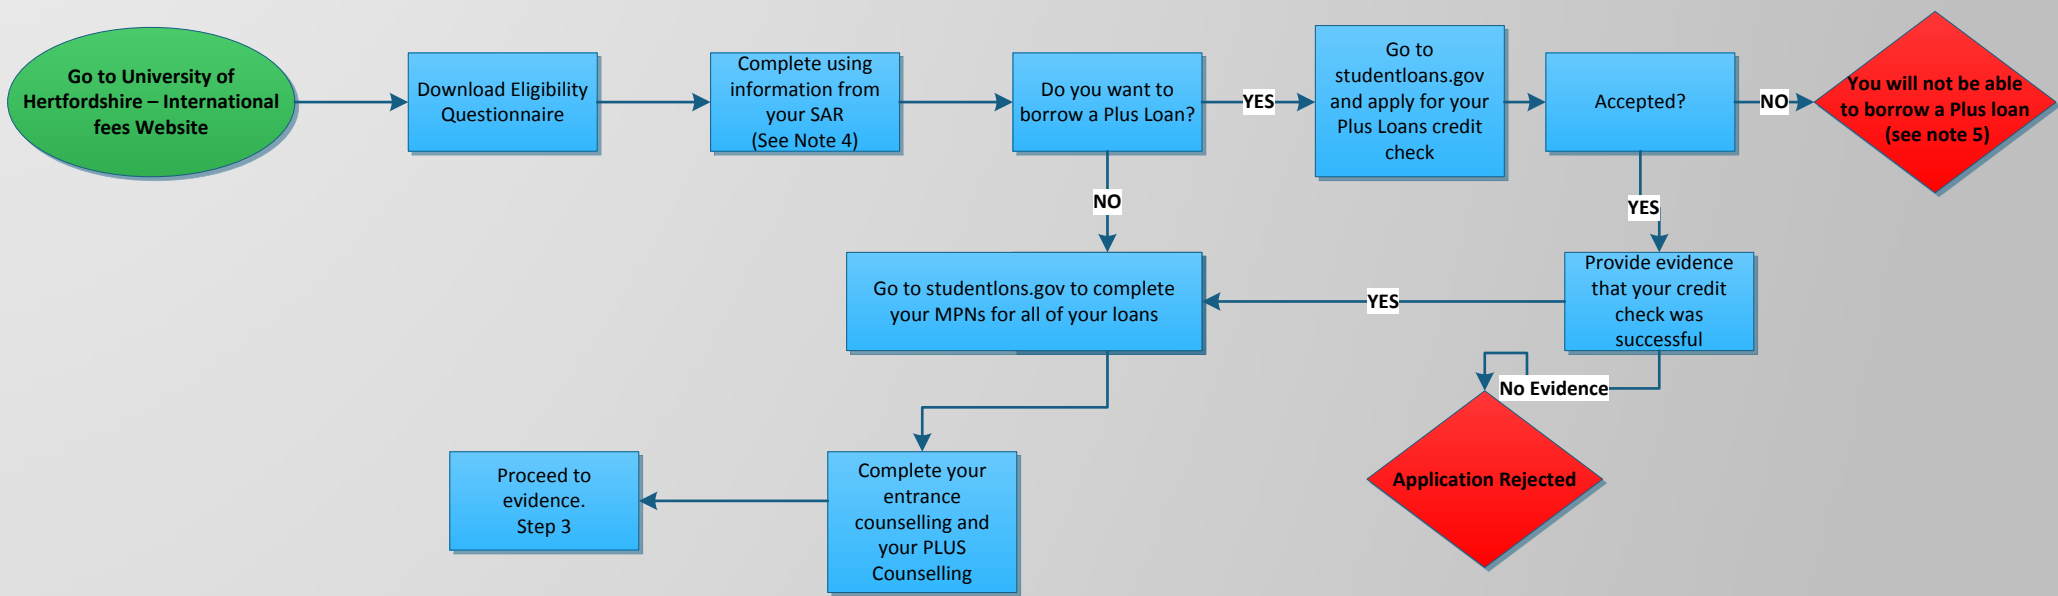 Go to University of
Hertfordshire – International
fees Website
Download Eligibility
Questionnaire
Complete using
information from
your SAR
(See Note 4)
Do you want to
borrow a Plus Loan?
YES
Go to
studentloans.gov
and apply for your
Plus Loans credit
check
Accepted?
NO
You will not be able
to borrow a Plus loan
(see note 5)
NO
YES
Go to studentlons.gov to complete
your MPNs for all of your loans
YES
Provide evidence
that your credit
check was
successful
No Evidence
Application Rejected
Proceed to
evidence.
Step 3
Complete your
entrance
counselling and
your PLUS
Counselling